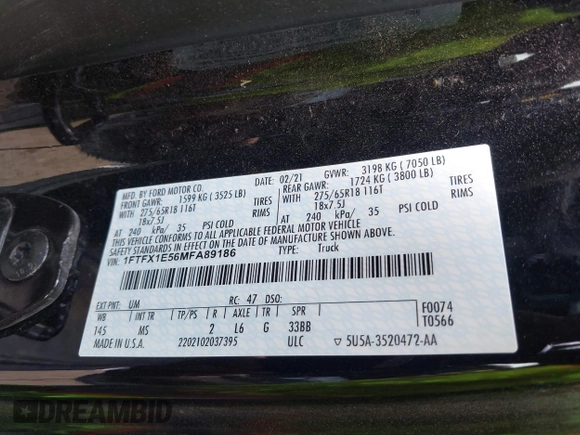 MFD. BY FORD MOTOR CO.
DATE: 02/21 GVWR: 3198 KG ( 7050 LB)
FRONT GAWR: 1599 KG ( 3525 LB) REAR GAWR: 1724 KG ( 3800 LB)
WITH 275/65R18 116T TIRES WITH 275/65R18 116T TIRES
18x7.5J RIMS 18x7.5J RIMS
AT 240 kPa/ 35 PSI COLD AT 240 kPa/ 35 PSI COLD
THIS VEHICLE CONFORMS TO ALL APPLICABLE FEDERAL MOTOR VEHICLE
SAFETY STANDARDS IN EFFECT ON THE DATE OF MANUFACTURE SHOWN ABOVE.
VIN: 1FTFX1E56MFA89186 TYPE: Truck
EXT PNT: UM RC: 47 DSO:
WB INT TR TP/PS R AXLE TR SPR F0074
145 MS 2 L6 G 33BB T0566
MADE IN U.S.A. 2202102037395 ULC 5U5A-3520472-AA
DREAMBID